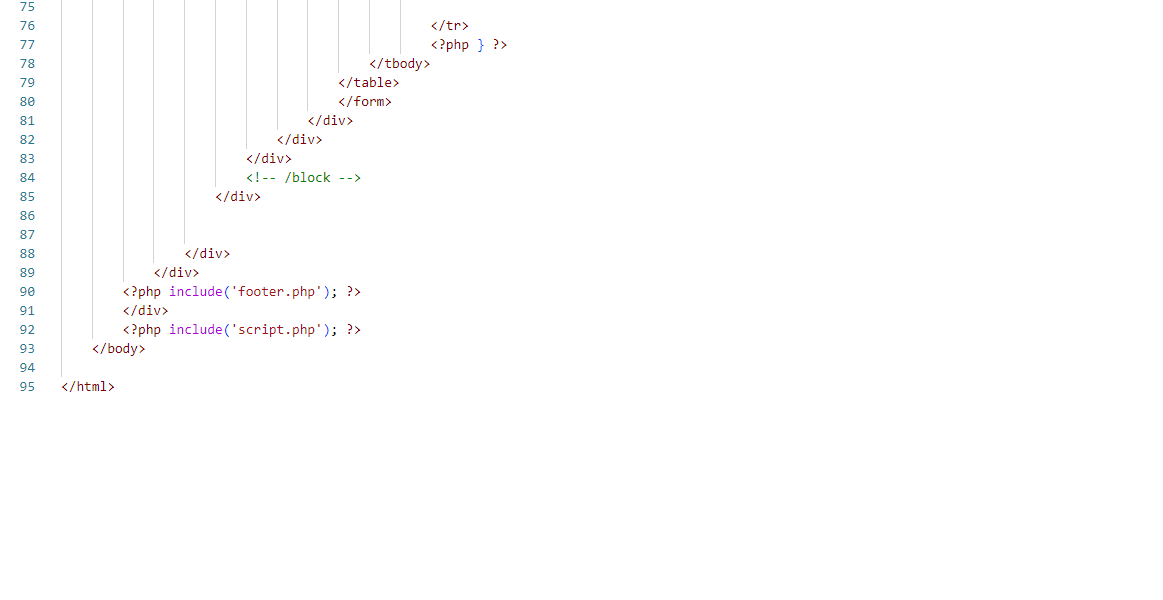 75
76 </tr>
77 <?php } ?>
78 </tbody>
79 </table>
80 </form>
81 </div>
82 </div>
83 </div>
84 <!-- /block -->
85 </div>
86
87
88 </div>
89 </div>
90 <?php include('footer.php'); ?>
91 </div>
92 <?php include('script.php'); ?>
93 </body>
94
95 </html>